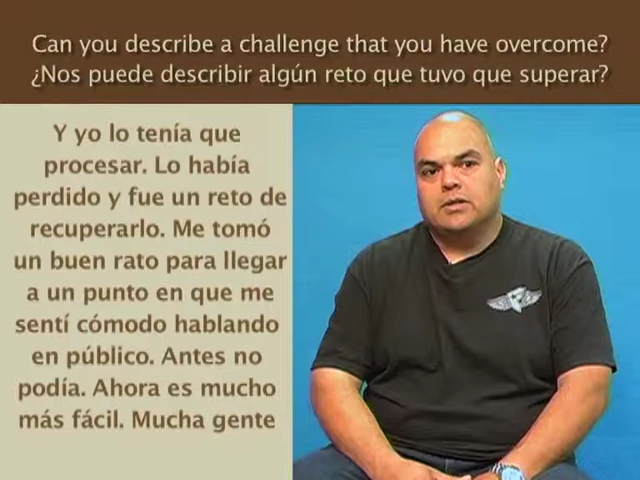 Can you describe a challenge that you have overcome?
¿Nos puede describir algún reto que tuvo que superar?
Y yo lo tenía que
procesar. Lo había
perdido y fue un reto de
recuperarlo. Me tomó
un buen rato para llegar
a un punto en que me
sentí cómodo hablando
en público. Antes no
podía. Ahora es mucho
más fácil. Mucha gente